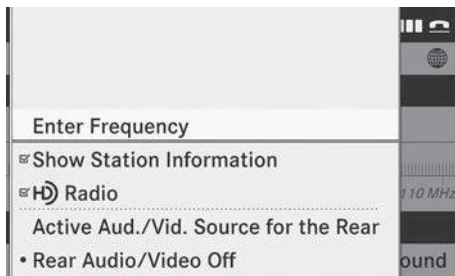 Enter Frequency
Show Station Information
HD Radio
110 MHz
Active Aud./Vid. Source for the Rear
• Rear Audio/Video Off
ound